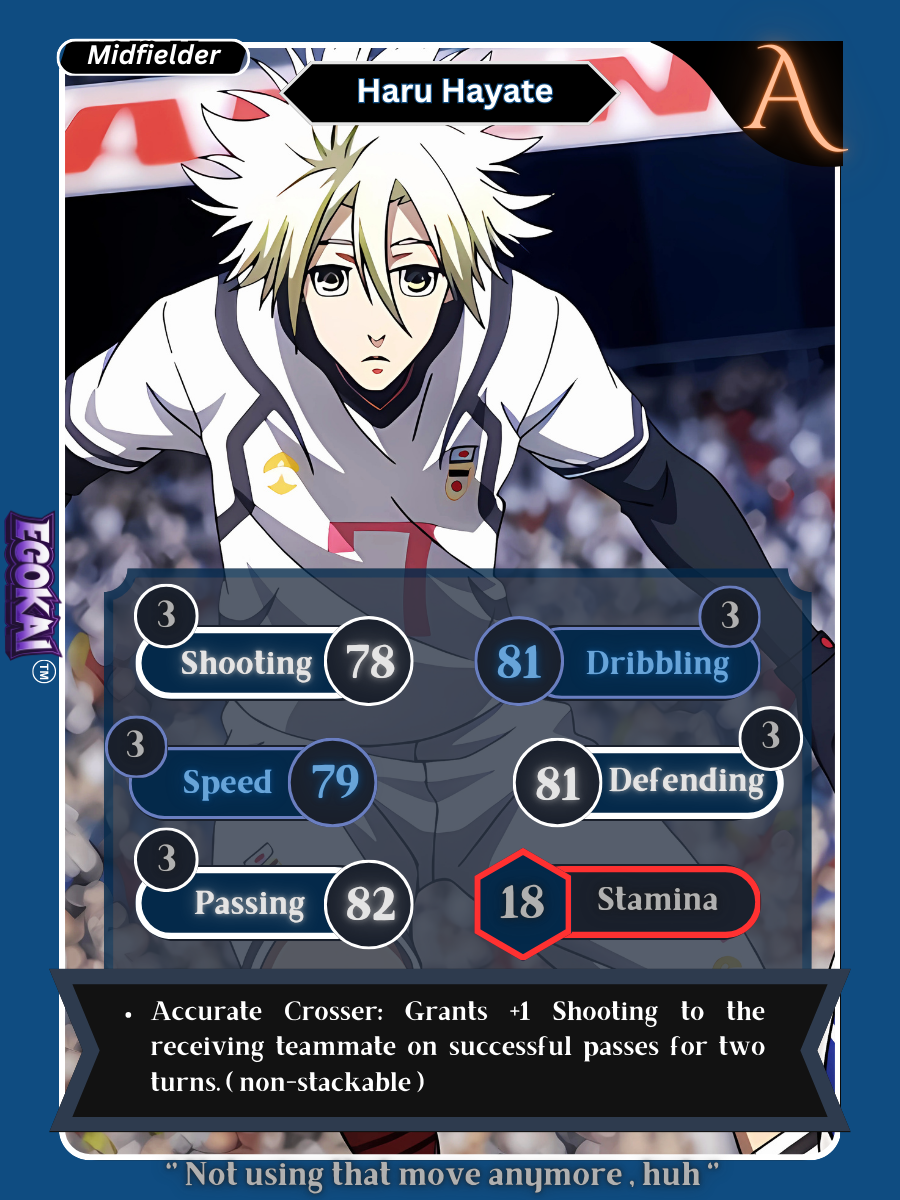 Midfielder
Haru Hayate
A
EGOKAI
TM
3
Shooting 78
3
81 Dribbling
3
Speed 79
3
81 Defending
3
Passing 82
18 Stamina
7
• Accurate Crosser: Grants +1 Shooting to the
receiving teammate on successful passes for two
turns. ( non-stackable )
“ Not using that move anymore , huh “